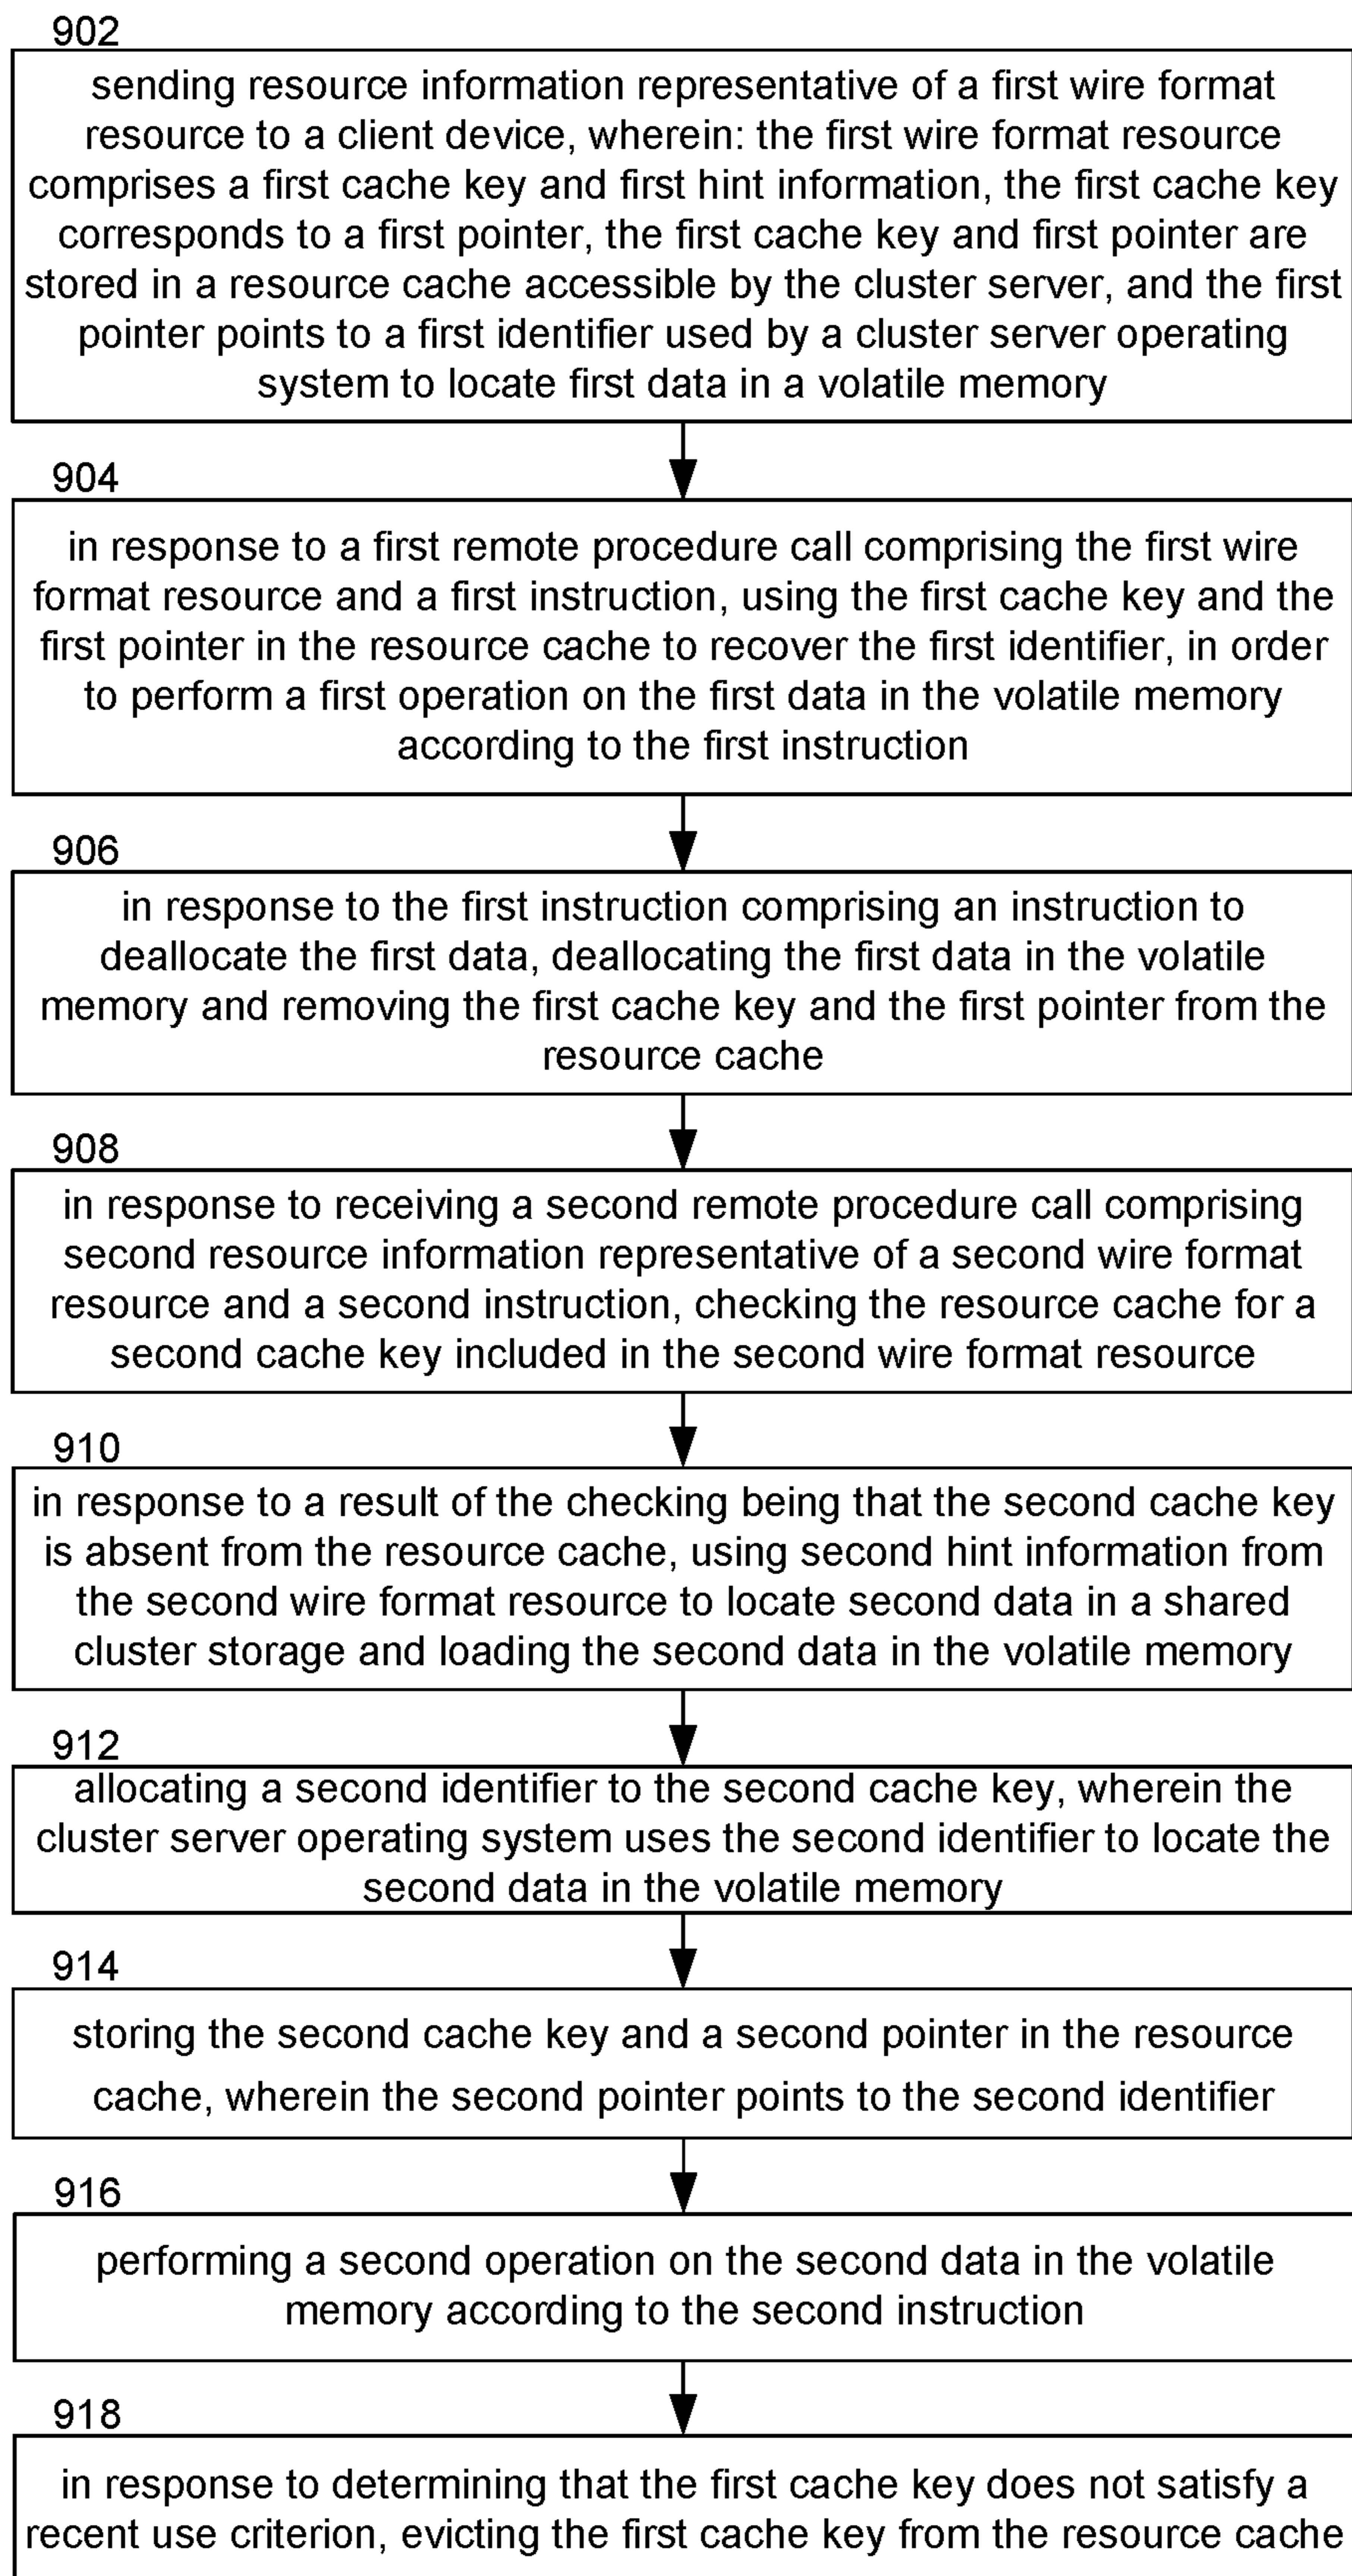 902
sending resource information representative of a first wire format
resource to a client device, wherein: the first wire format resource
comprises a first cache key and first hint information, the first cache key
corresponds to a first pointer, the first cache key and first pointer are
stored in a resource cache accessible by the cluster server, and the first
pointer points to a first identifier used by a cluster server operating
system to locate first data in a volatile memory
904
in response to a first remote procedure call comprising the first wire
format resource and a first instruction, using the first cache key and the
first pointer in the resource cache to recover the first identifier, in order
to perform a first operation on the first data in the volatile memory
according to the first instruction
906
in response to the first instruction comprising an instruction to
deallocate the first data, deallocating the first data in the volatile
memory and removing the first cache key and the first pointer from the
resource cache
908
in response to receiving a second remote procedure call comprising
second resource information representative of a second wire format
resource and a second instruction, checking the resource cache for a
second cache key included in the second wire format resource
910
in response to a result of the checking being that the second cache key
is absent from the resource cache, using second hint information from
the second wire format resource to locate second data in a shared
cluster storage and loading the second data in the volatile memory
912
allocating a second identifier to the second cache key, wherein the
cluster server operating system uses the second identifier to locate the
second data in the volatile memory
914
storing the second cache key and a second pointer in the resource
cache, wherein the second pointer points to the second identifier
916
performing a second operation on the second data in the volatile
memory according to the second instruction
918
in response to determining that the first cache key does not satisfy a
recent use criterion, evicting the first cache key from the resource cache